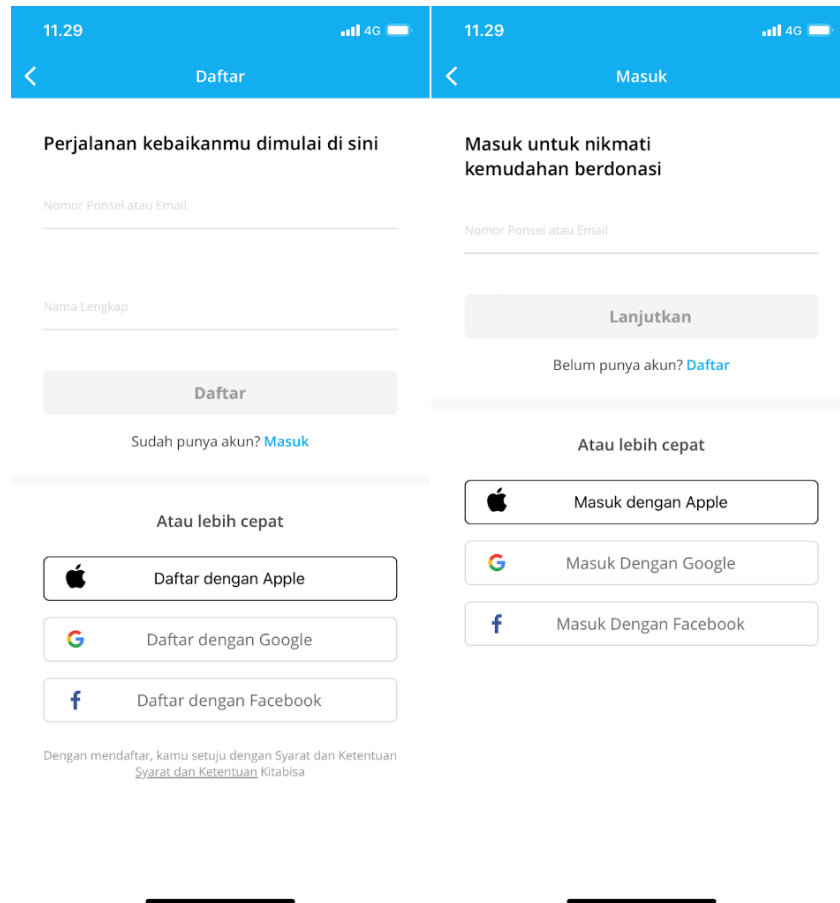 11.29
4G
Daftar
Perjalanan kebaikanmu dimulai di sini
Nomor Ponsel atau Email
Nama Lengkap
Daftar
Sudah punya akun? Masuk
Atau lebih cepat
Daftar dengan Apple
Daftar dengan Google
Daftar dengan Facebook
Dengan mendaftar, kamu setuju dengan Syarat dan Ketentuan
Syarat dan Ketentuan Kitabisa
11.29
4G
Masuk
Masuk untuk nikmati
kemudahan berdonasi
Nomor Ponsel atau Email
Lanjutkan
Belum punya akun? Daftar
Atau lebih cepat
Masuk dengan Apple
Masuk Dengan Google
Masuk Dengan Facebook